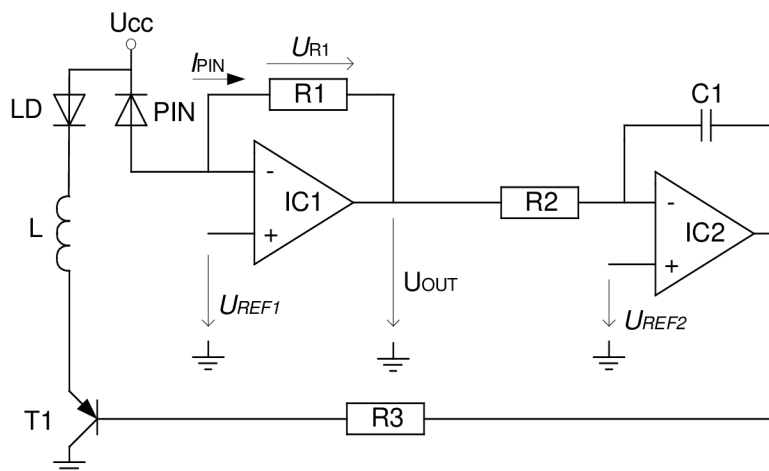 Ucc
IPIN
UR1
LD
PIN
R1
C1
-
IC1
+
L
R2
-
IC2
+
UREF1
UOUT
UREF2
T1
R3